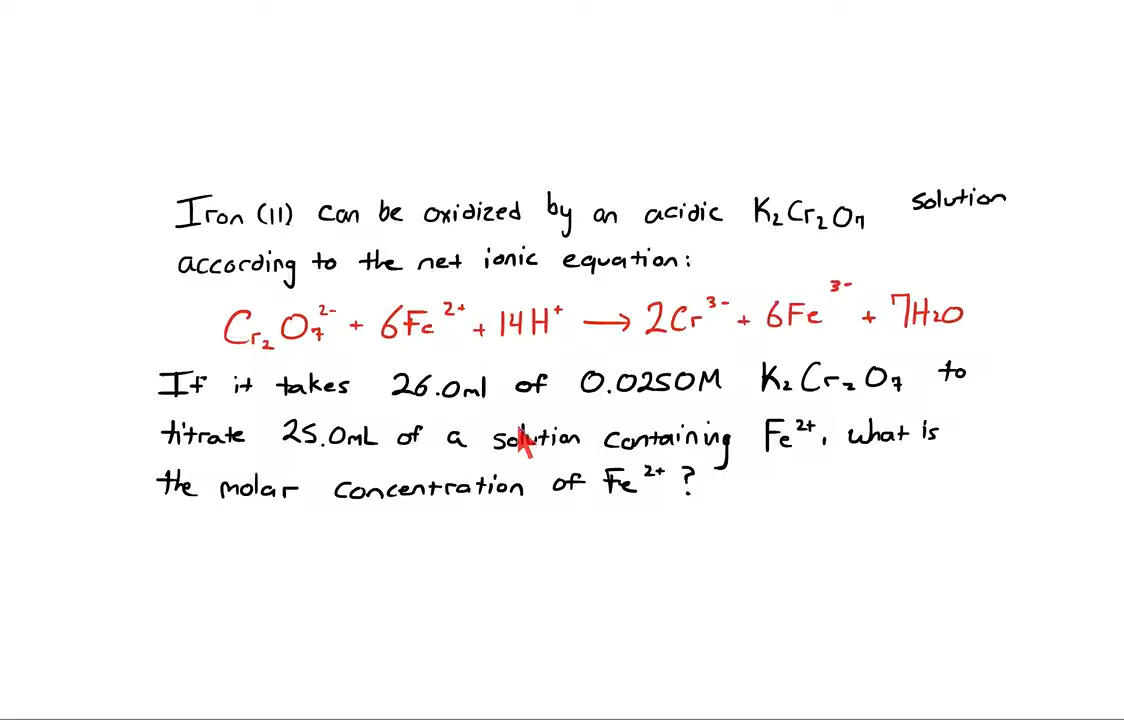 Iron (11) can be oxidized by an acidic K₂Cr₂O₇ solution
according to the net ionic equation:
Cr₂O₇²⁻ + 6Fe²⁺ + 14H⁺ → 2Cr³⁻ + 6Fe³⁻ + 7H₂O
If it takes 26.0ml of 0.0250M K₂Cr₂O₇ to
titrate 25.0mL of a solution containing Fe²⁺, what is
the molar concentration of Fe²⁺?